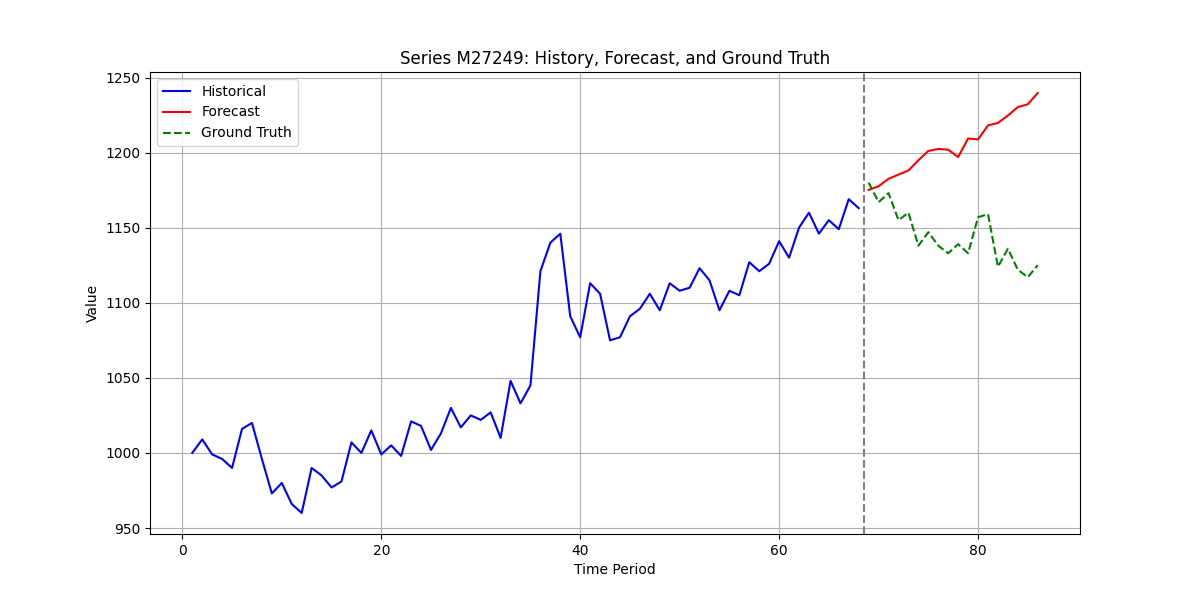 Series M27249: History, Forecast, and Ground Truth
Historical
Forecast
Ground Truth
1250
1200
1150
1100
1050
1000
950
Value
0 20 40 60 80
Time Period